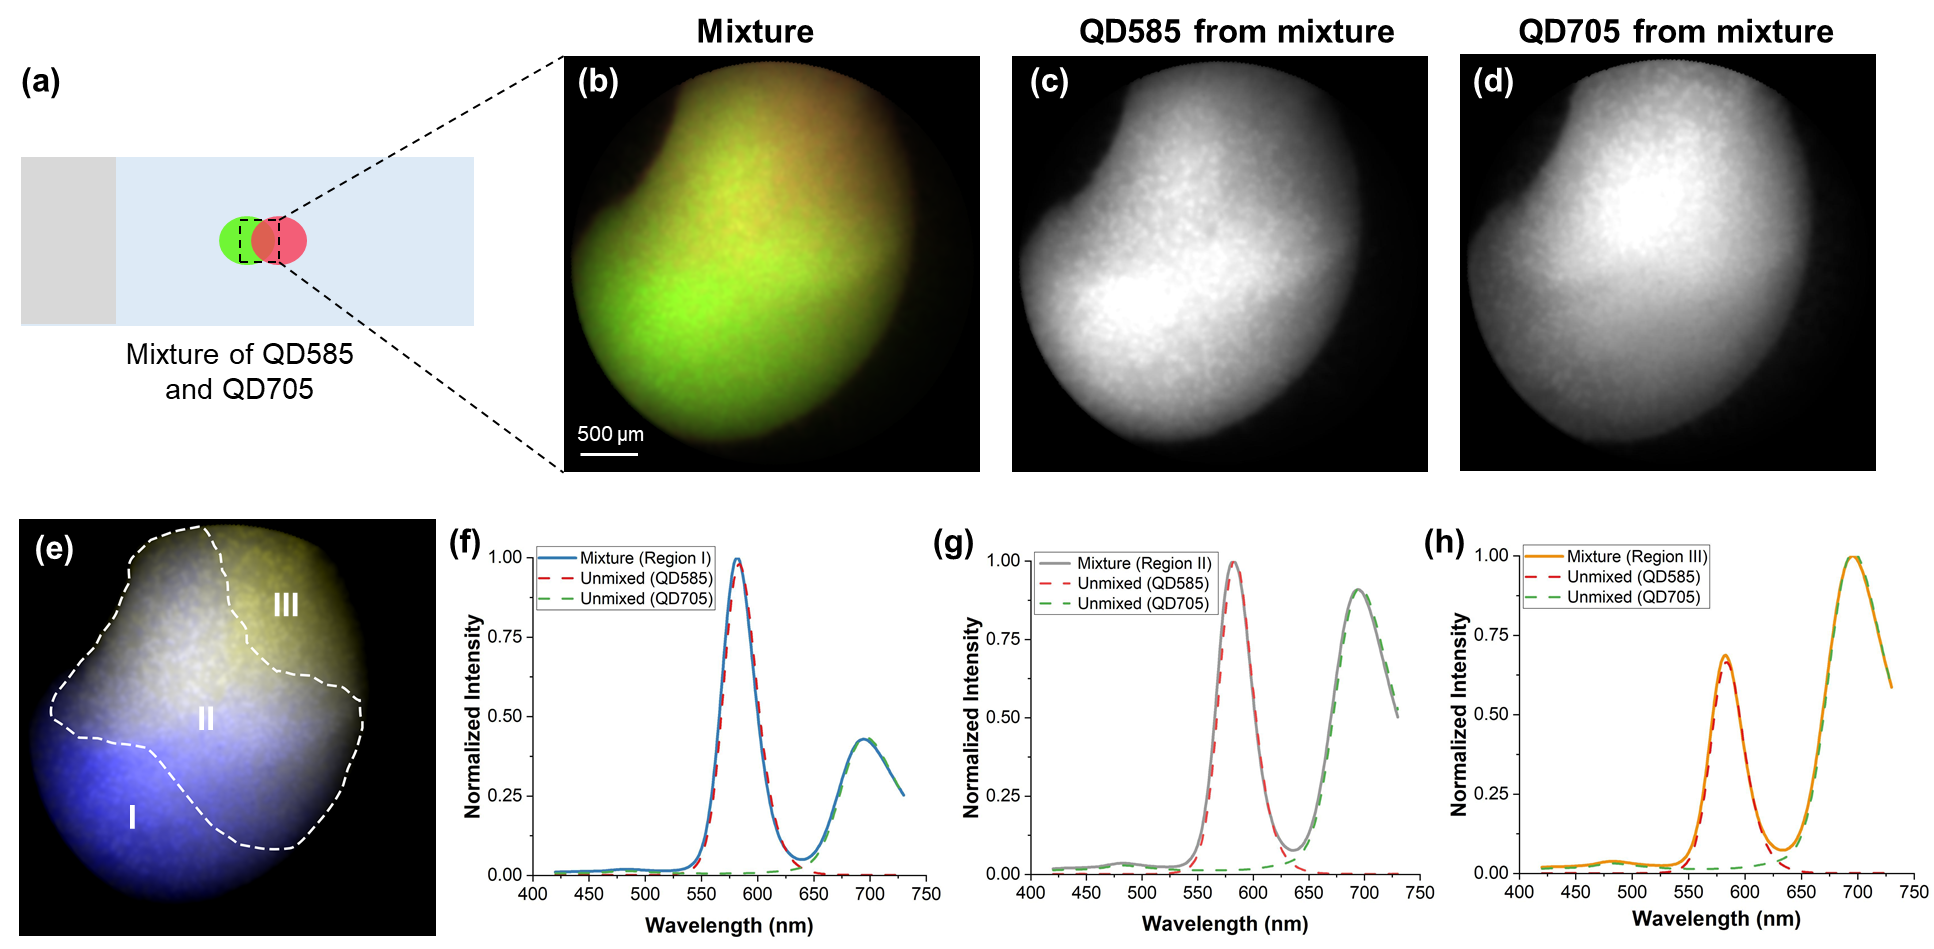 Mixture
QD585 from mixture
QD705 from mixture
(a)
(b)
(c)
(d)
Mixture of QD585
and QD705
500 µm
(e)
I
II
III
(f)
1.00
0.75
0.50
0.25
0.00
Normalized Intensity
Mixture (Region I)
Unmixed (QD585)
Unmixed (QD705)
400 450 500 550 600 650 700 750
Wavelength (nm)
(g)
1.00
0.75
0.50
0.25
0.00
Normalized Intensity
Mixture (Region II)
Unmixed (QD585)
Unmixed (QD705)
400 450 500 550 600 650 700 750
Wavelength (nm)
(h)
1.00
0.75
0.50
0.25
0.00
Normalized Intensity
Mixture (Region III)
Unmixed (QD585)
Unmixed (QD705)
400 450 500 550 600 650 700 750
Wavelength (nm)